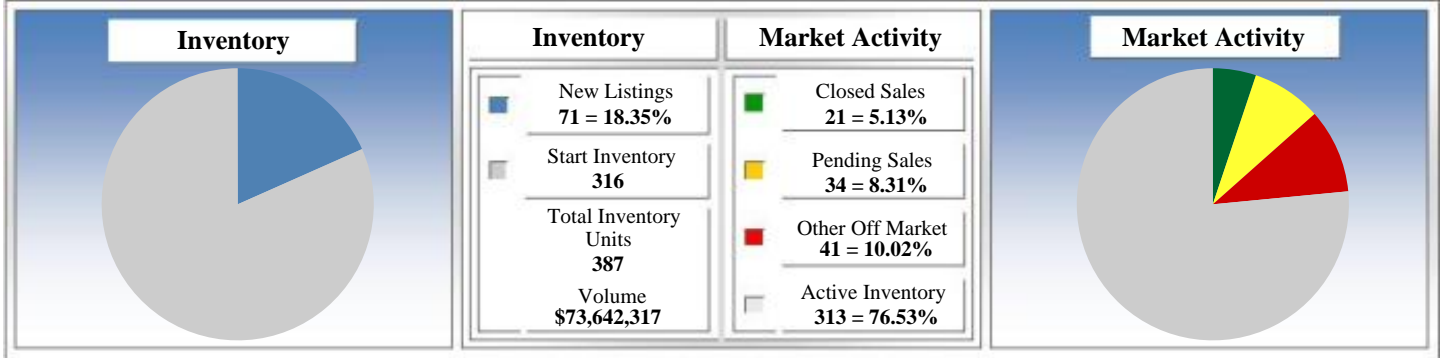 Inventory
Inventory
Market Activity
Market Activity
New Listings
71 = 18.35%
Start Inventory
316
Total Inventory
Units
387
Volume
$73,642,317
Closed Sales
21 = 5.13%
Pending Sales
34 = 8.31%
Other Off Market
41 = 10.02%
Active Inventory
313 = 76.53%